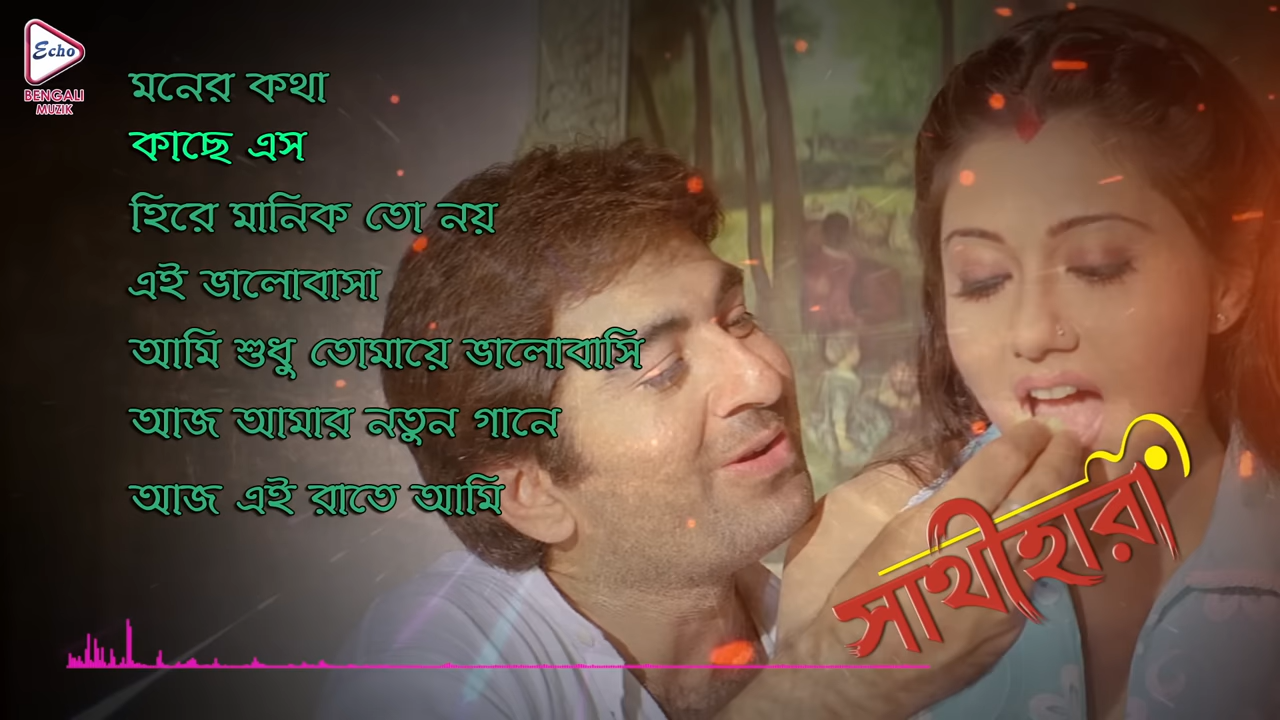 Echo
BENGALI
MUZIK
মনের কথা
কাছে এস
হিরে মানিক তো নয়
এই ভালোবাসা
আমি শুধু তোমায়ে ভালোবাসি
আজ আমার নতুন গানে
আজ এই রাতে আমি
সাথীহারা